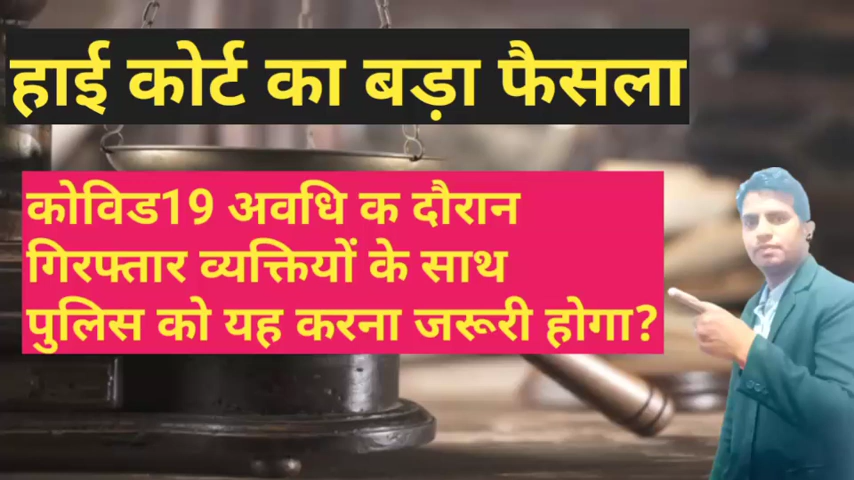 हाई कोर्ट का बड़ा फैसला
कोविड19 अवधि क दौरान
गिरफ्तार व्यक्तियों के साथ
पुलिस को यह करना जरूरी होगा?